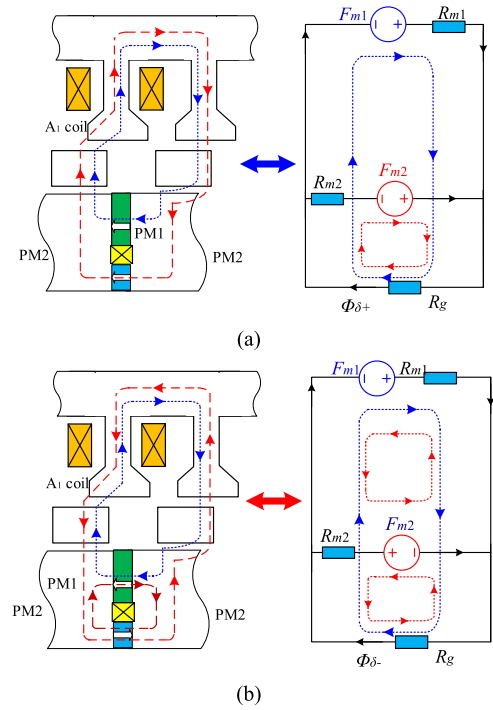 Fm1
Rm1
A1 coil
Rm2
Fm2
PM1
PM2
PM2
Φδ+
Rg
(a)
Fm1
Rm1
A1 coil
Fm2
Rm2
PM1
PM2
PM2
Φδ-
Rg
(b)